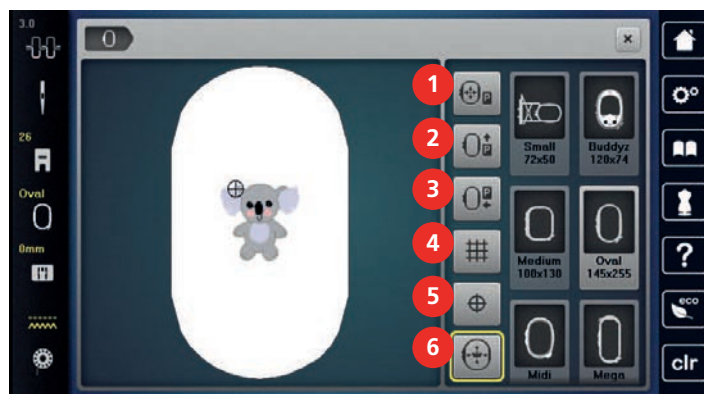 3.0
26
Oval
0mm
1
2
3
4
5
6
P
P
P
Small
72x50
Buddyz
120x74
Medium
100x130
Oval
145x255
Midi
Mega
?
eco
clr